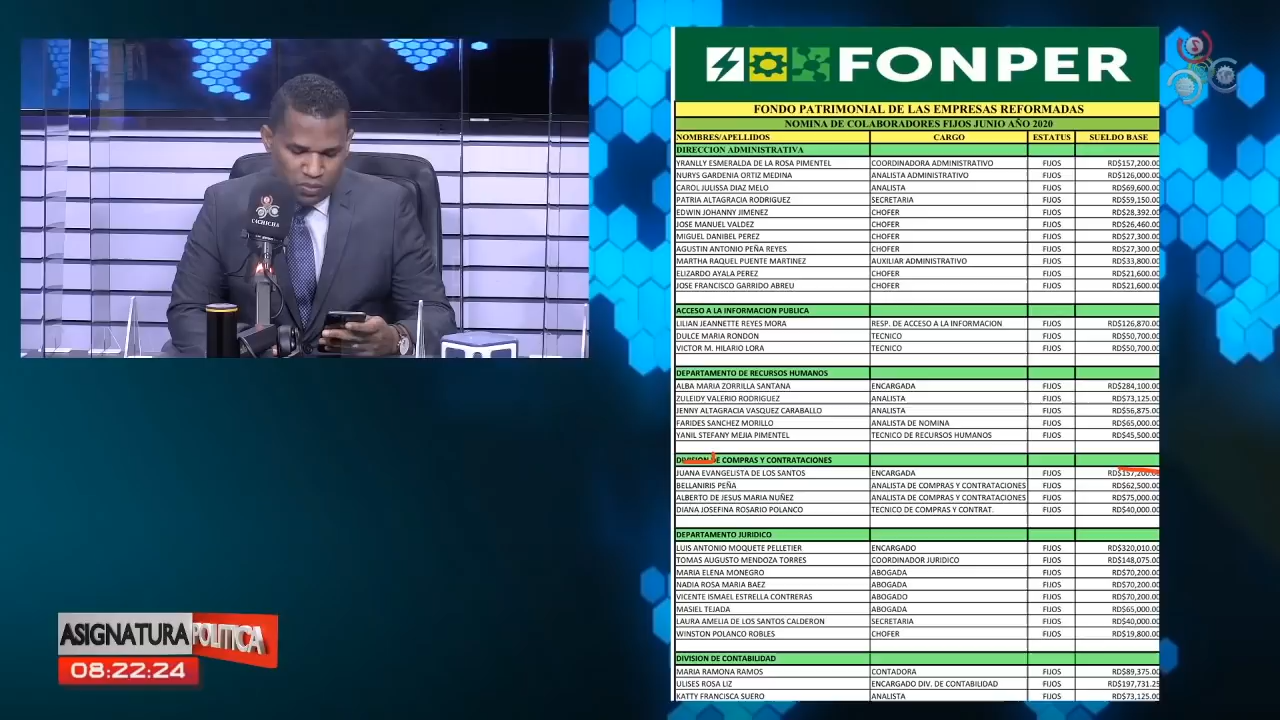 FONPER
FONDO PATRIMONIAL DE LAS EMPRESAS REFORMADAS
NOMINA DE COLABORADORES FIJOS JUNIO AÑO 2020
NOMBRES/APELLIDOS CARGO ESTATUS SUELDO BASE
DIRECCION ADMINISTRATIVA
YRANLLY ESMERALDA DE LA ROSA PIMENTEL COORDINADORA ADMINISTRATIVO FIJOS RD$157,200.00
NURYS GARDENIA ORTIZ MEDINA ANALISTA ADMINISTRATIVO FIJOS RD$126,000.00
CAROL JULISSA DIAZ MELO ANALISTA FIJOS RD$69,600.00
PATRIA ALTAGRACIA RODRIGUEZ SECRETARIA FIJOS RD$59,150.00
EDWIN JOHANNY JIMENEZ CHOFER FIJOS RD$28,392.00
JOSE MANUEL VALDEZ CHOFER FIJOS RD$26,460.00
MIGUEL DANIBEL PEREZ CHOFER FIJOS RD$27,300.00
AGUSTIN ANTONIO PEÑA REYES CHOFER FIJOS RD$27,300.00
MARTHA RAQUEL PUENTE MARTINEZ AUXILIAR ADMINISTRATIVO FIJOS RD$33,800.00
ELIZARDO AYALA PEREZ CHOFER FIJOS RD$21,600.00
JOSE FRANCISCO GARRIDO ABREU CHOFER FIJOS RD$21,600.00
ACCESO A LA INFORMACION PUBLICA
LILIAN JEANNETTE REYES MORA RESP. DE ACCESO A LA INFORMACION FIJOS RD$126,870.00
DULCE MARIA RONDON TECNICO FIJOS RD$50,700.00
VICTOR M. HILARIO LORA TECNICO FIJOS RD$50,700.00
DEPARTAMENTO DE RECURSOS HUMANOS
ALBA MARIA ZORRILLA SANTANA ENCARGADA FIJOS RD$284,100.00
ZULEIDY VALERIO RODRIGUEZ ANALISTA FIJOS RD$73,125.00
JENNY ALTAGRACIA VASQUEZ CARABALLO ANALISTA FIJOS RD$56,875.00
FARIDES SANCHEZ MORILLO ANALISTA DE NOMINA FIJOS RD$65,000.00
YANIL STEFANY MEJIA PIMENTEL TECNICO DE RECURSOS HUMANOS FIJOS RD$45,500.00
DIVISION DE COMPRAS Y CONTRATACIONES
JUANA EVANGELISTA DE LOS SANTOS ENCARGADA FIJOS RD$157,200.00
BELLANIRIS PEÑA ANALISTA DE COMPRAS Y CONTRATACIONES FIJOS RD$62,500.00
ALBERTO DE JESUS MARIA NUÑEZ ANALISTA DE COMPRAS Y CONTRATACIONES FIJOS RD$75,000.00
DIANA JOSEFINA ROSARIO POLANCO TECNICO DE COMPRAS Y CONTRAT. FIJOS RD$40,000.00
DEPARTAMENTO JURIDICO
LUIS ANTONIO MOQUETE PELLETIER ENCARGADO FIJOS RD$320,010.00
TOMAS AUGUSTO MENDOZA TORRES COORDINADOR JURIDICO FIJOS RD$148,075.00
MARIA ELENA MONEGRO ABOGADA FIJOS RD$70,200.00
NADIA ROSA MARIA BAEZ ABOGADA FIJOS RD$70,200.00
VICENTE ISMAEL ESTRELLA CONTRERAS ABOGADO FIJOS RD$70,200.00
MASIEL TEJADA ABOGADA FIJOS RD$65,000.00
LAURA AMELIA DE LOS SANTOS CALDERON SECRETARIA FIJOS RD$40,000.00
WINSTON POLANCO ROBLES CHOFER FIJOS RD$19,800.00
DIVISION DE CONTABILIDAD
MARIA RAMONA RAMOS CONTADORA FIJOS RD$89,375.00
ULISES ROSA LIZ ENCARGADO DIV. DE CONTABILIDAD FIJOS RD$197,731.25
KATTY FRANCISCA SUERO ANALISTA FIJOS RD$73,125.00
CACHICHA
ASIGNATURA POLITICA
08:22:24